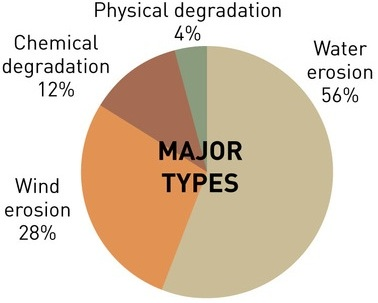 Physical degradation
4%
Chemical
degradation
12%
Water
erosion
56%
MAJOR
TYPES
Wind
erosion
28%